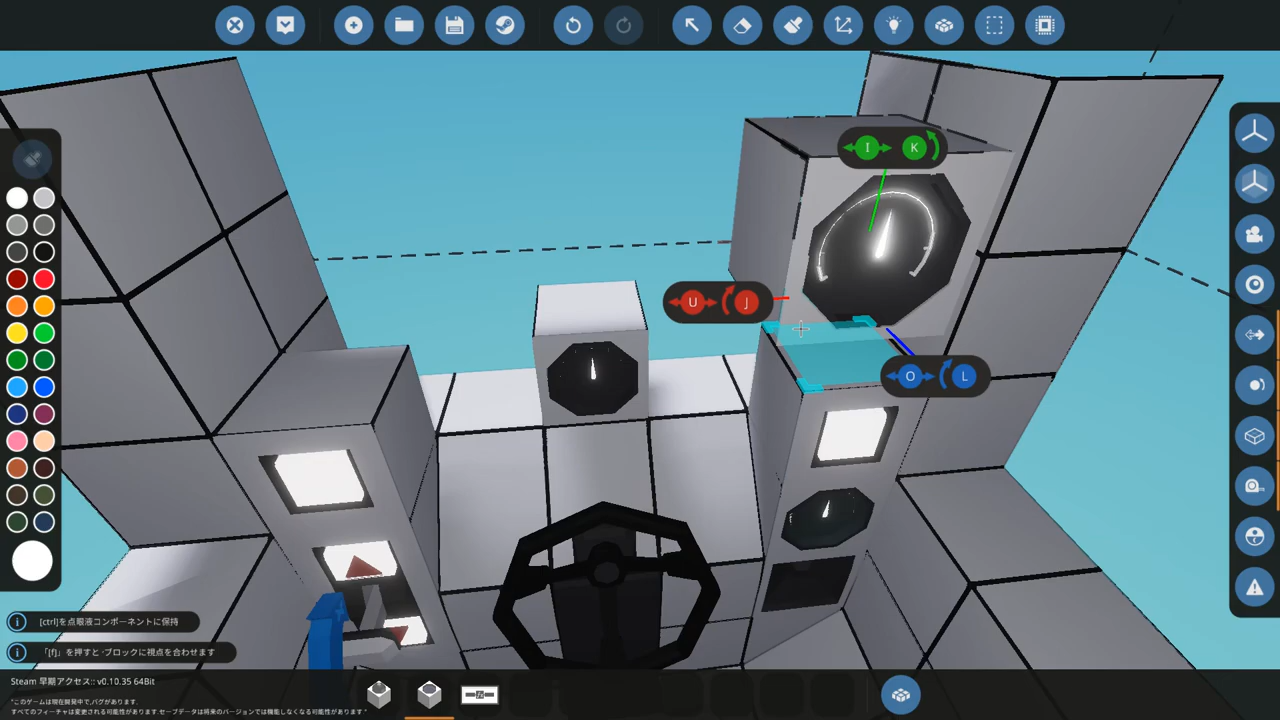 I K
U J
O L
[ctrl]を点眼液コンポーネントに保持
「[f]」を押すと·ブロックに視点を合わせます
Steam 早期アクセス:: v0.10.35 64Bit
"このゲームは現在開発中で,バグがあります.
すべてのフィーチャは変更される可能性があります.セーブデータは将来のバージョンでは機能しなくなる可能性があります."